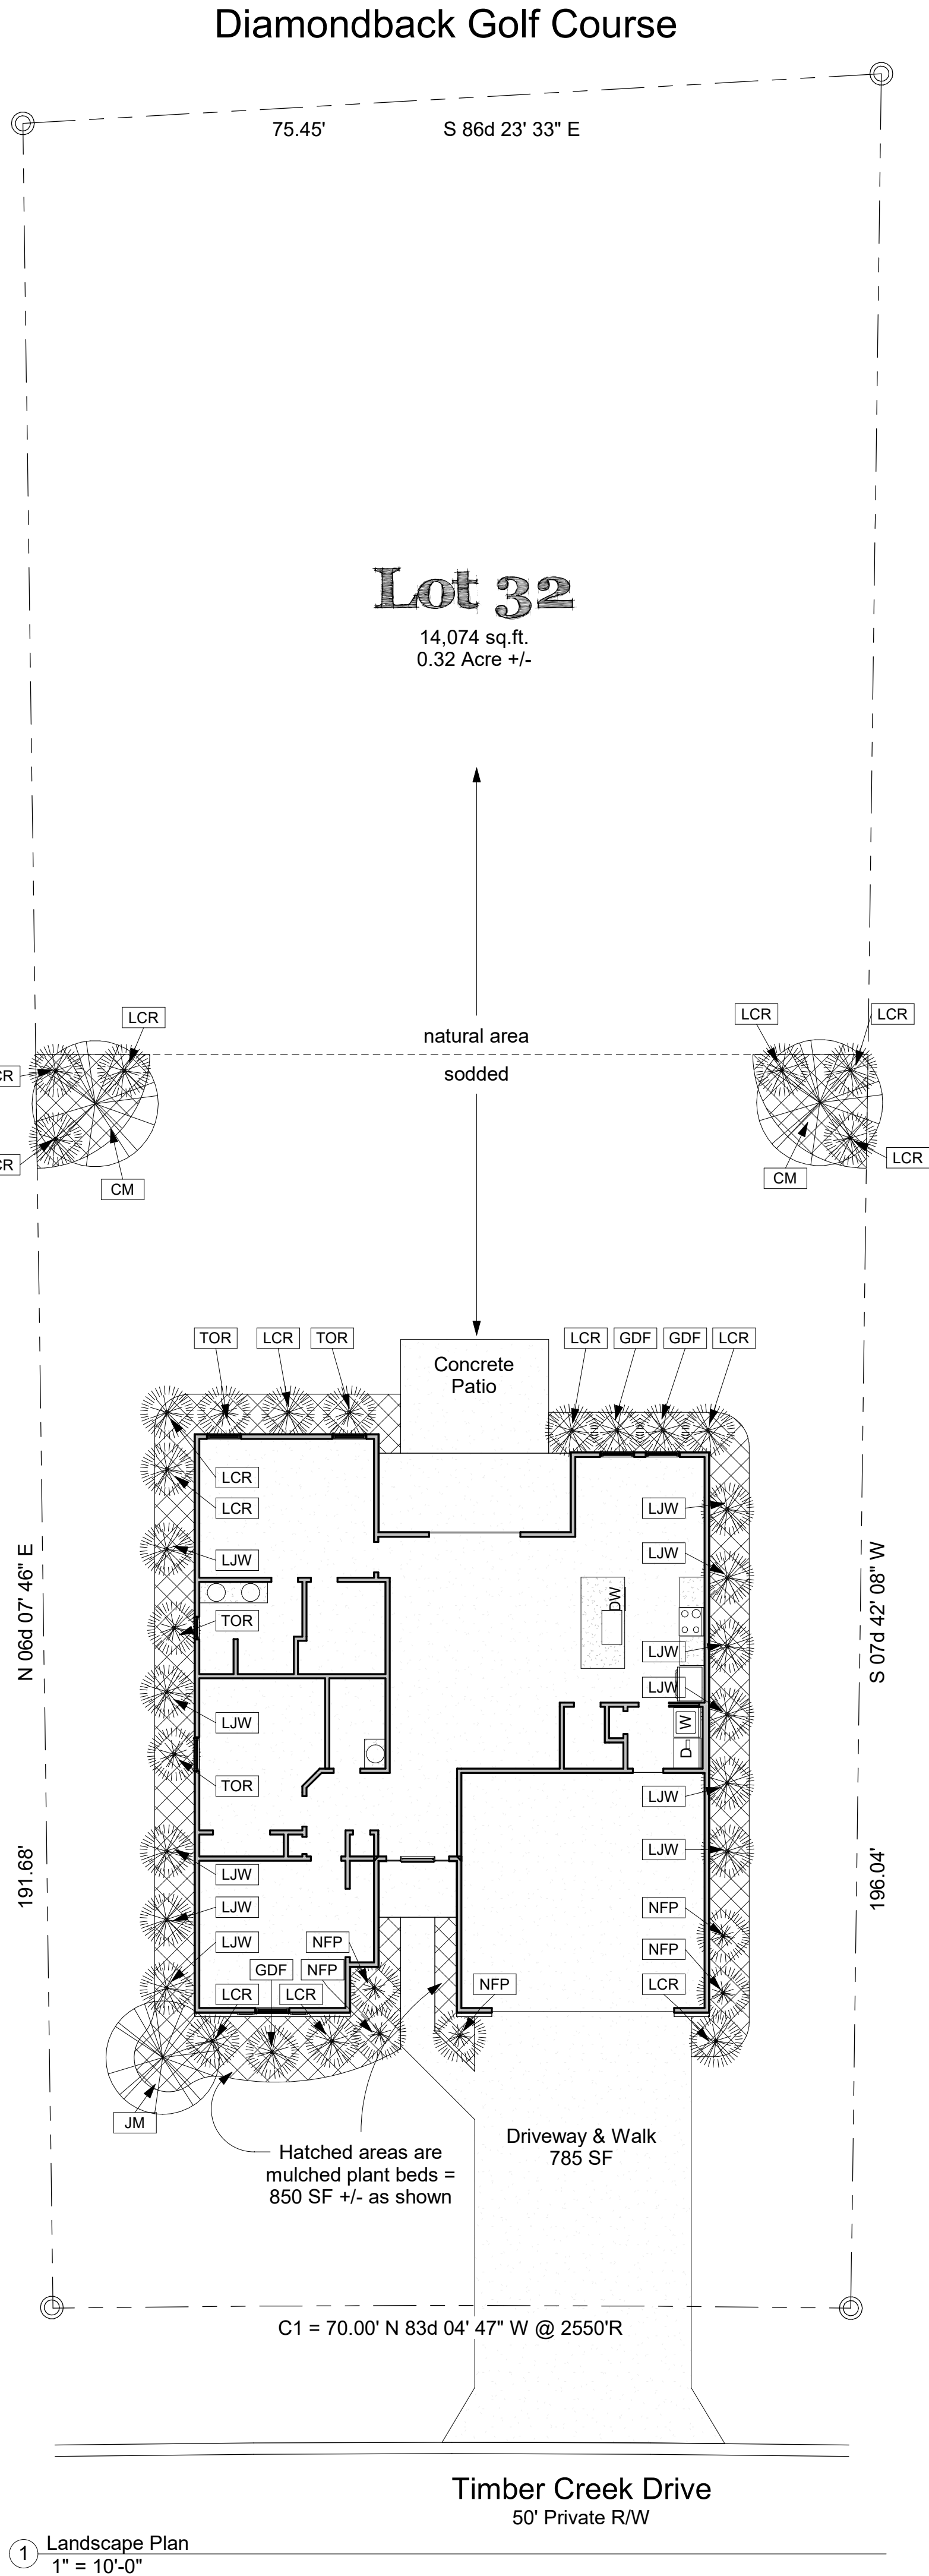 Diamondback Golf Course
75.45' S 86d 23' 33" E
Lot 32
14,074 sq.ft.
0.32 Acre +/-
natural area
sodded
LCR
LCR
LCR
CR
CR
LCR
CM
CM
TOR
LCR
TOR
LCR
GDF
GDF
LCR
Concrete
Patio
LCR
LCR
LJW
TOR
LJW
TOR
LJW
LJW
LJW
NFP
GDF
NFP
LCR
LCR
NFP
LJW
LJW
DW
LJW
LJW
W
D
LJW
LJW
NFP
NFP
LCR
N 06d 07' 46" E
191.68'
S 07d 42' 08" W
196.04'
JM
Hatched areas are
mulched plant beds =
850 SF +/- as shown
Driveway & Walk
785 SF
C1 = 70.00' N 83d 04' 47" W @ 2550'R
Timber Creek Drive
50' Private R/W
1 Landscape Plan
1" = 10'-0"